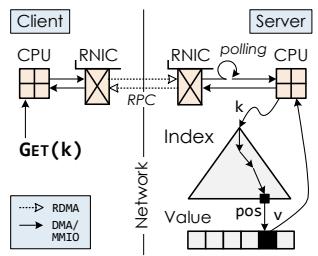 Client
Server
CPU
RNIC
RNIC
polling
CPU
RPC
GET(k)
k
Index
Network
RDMA
DMA/
MMIO
pos
v
Value